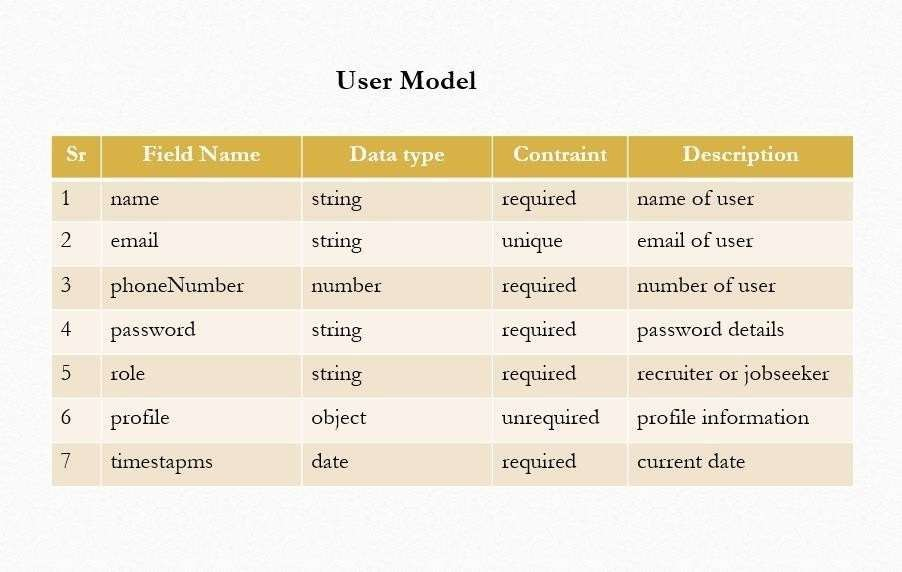 User Model
Sr Field Name Data type Contraint Description
1 name string required name of user
2 email string unique email of user
3 phoneNumber number required number of user
4 password string required password details
5 role string required recruiter or jobseeker
6 profile object unrequired profile information
7 timestapms date required current date